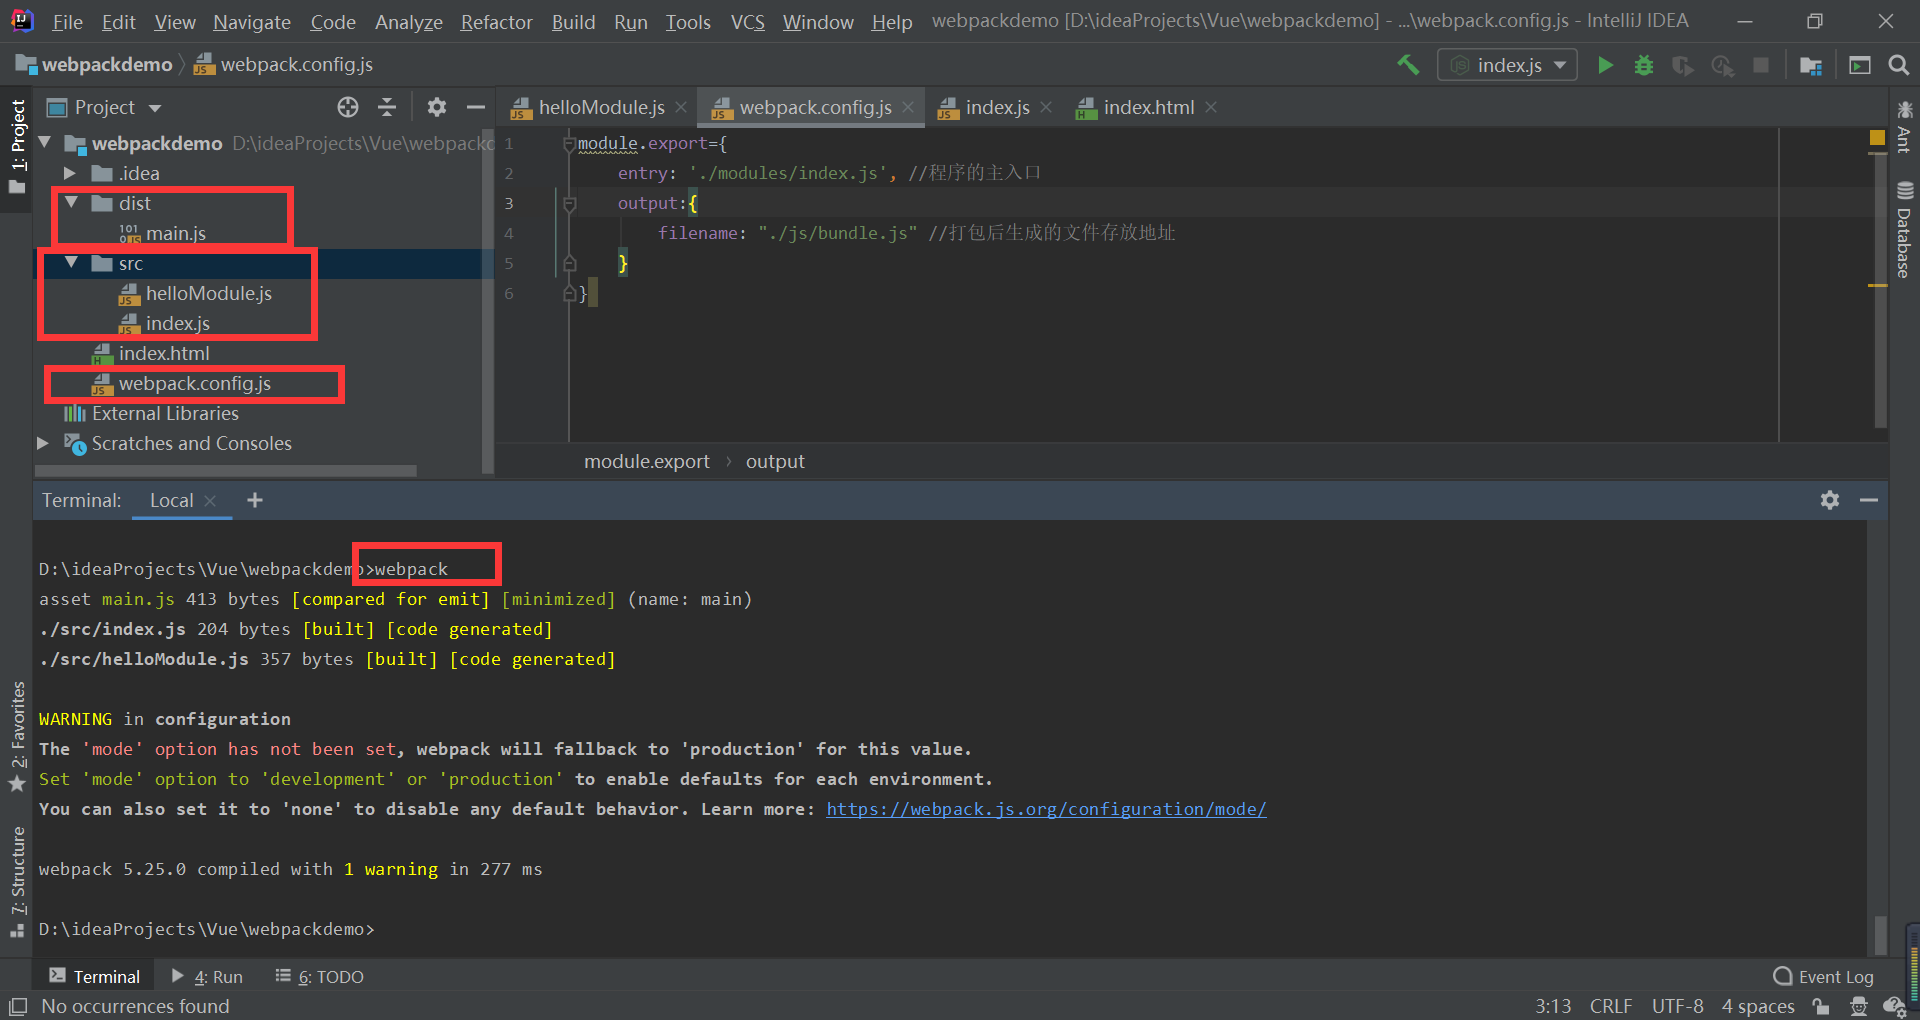 File Edit View Navigate Code Analyze Refactor Build Run Tools VCS Window Help webpackdemo [D:\ideaProjects\Vue\webpackdemo] - ...\webpack.config.js - IntelliJ IDEA
webpackdemo webpack.config.js index.js
1: Project
Project
webpackdemo D:\ideaProjects\Vue\webpackd
.idea
dist
main.js
src
helloModule.js
index.js
index.html
webpack.config.js
External Libraries
Scratches and Consoles
helloModule.js webpack.config.js index.js index.html
1 module.export={
2 entry: './modules/index.js', //程序的主入口
3 output:{
4 filename: "./js/bundle.js" //打包后生成的文件存放地址
5 }
6 }
module.export › output
Ant
Database
Terminal: Local +
D:\ideaProjects\Vue\webpackdemo>webpack
asset main.js 413 bytes [compared for emit] [minimized] (name: main)
./src/index.js 204 bytes [built] [code generated]
./src/helloModule.js 357 bytes [built] [code generated]
WARNING in configuration
The 'mode' option has not been set, webpack will fallback to 'production' for this value.
Set 'mode' option to 'development' or 'production' to enable defaults for each environment.
You can also set it to 'none' to disable any default behavior. Learn more: https://webpack.js.org/configuration/mode/
webpack 5.25.0 compiled with 1 warning in 277 ms
D:\ideaProjects\Vue\webpackdemo>
2: Favorites
7: Structure
Terminal 4: Run 6: TODO Event Log
No occurrences found 3:13 CRLF UTF-8 4 spaces